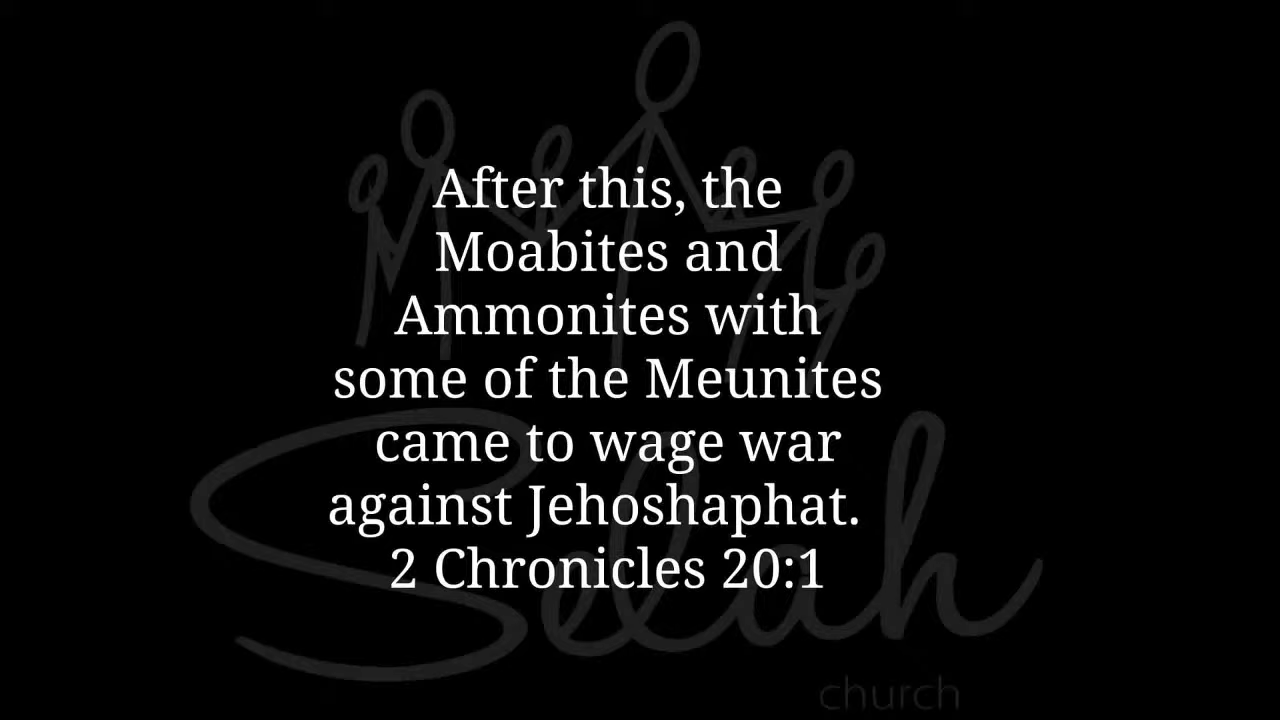 After this, the
Moabites and
Ammonites with
some of the Meunites
came to wage war
against Jehoshaphat.
2 Chronicles 20:1
Selah
church